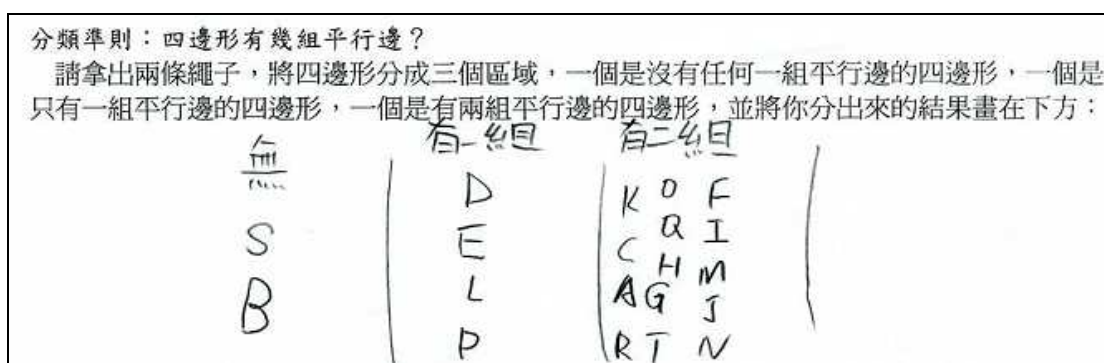 分類準則：四邊形有幾組平行邊？
請拿出兩條繩子，將四邊形分成三個區域，一個是沒有任何一組平行邊的四邊形，一個是
只有一組平行邊的四邊形，一個是有兩組平行邊的四邊形，並將你分出來的結果畫在下方：
無 有一組 有二組
D K O F
S E C Q I
L H M
B A G J
P R T N